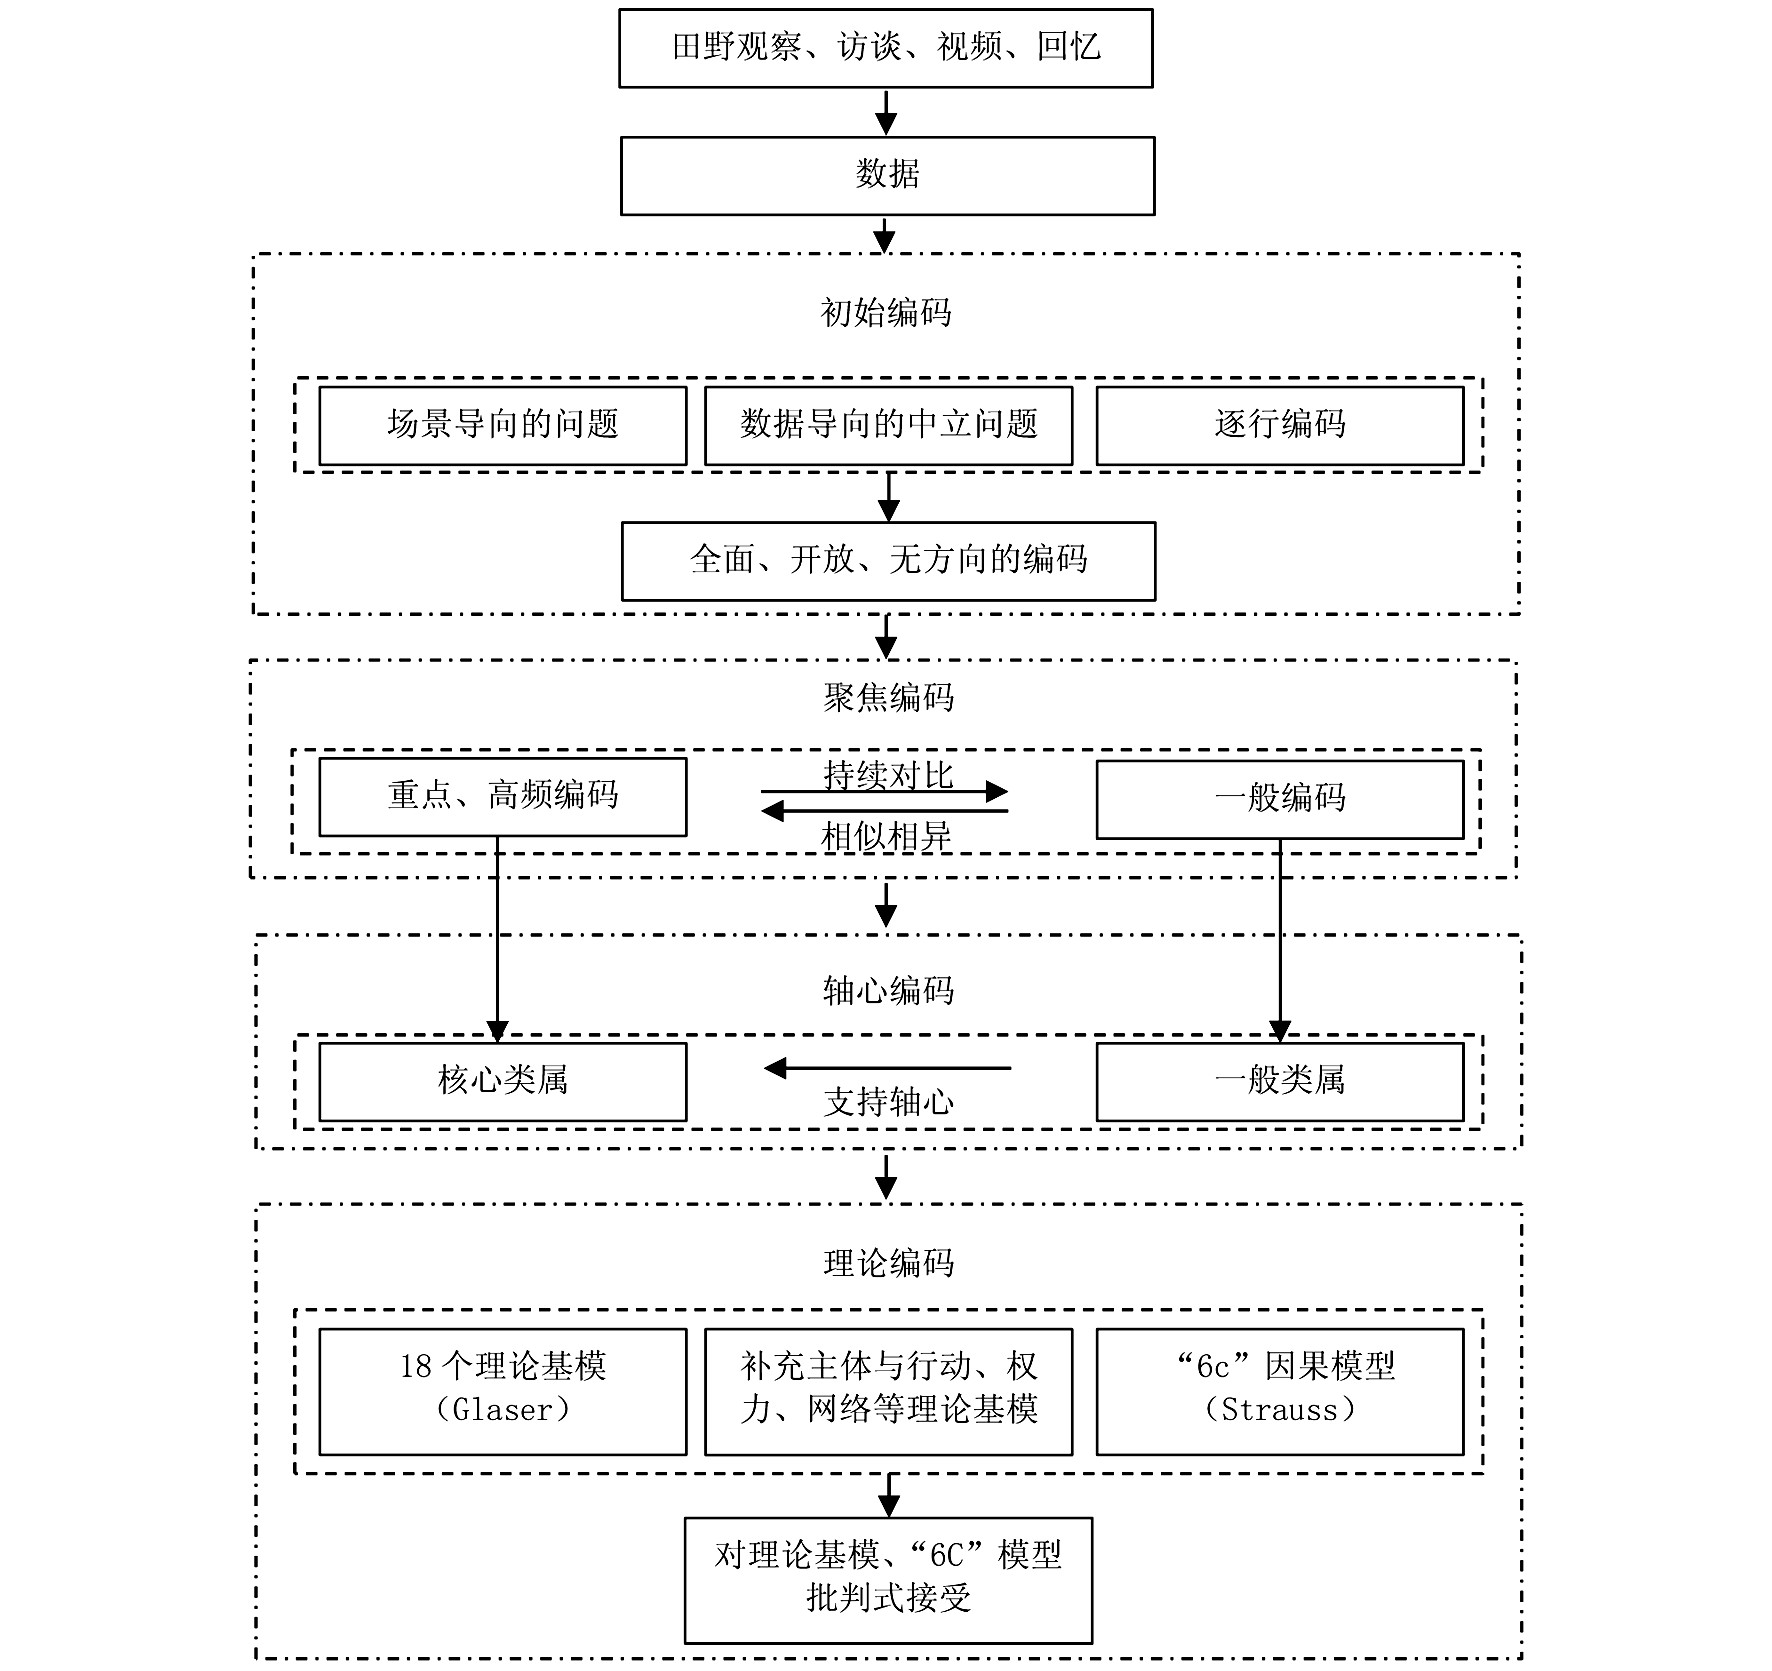 田野观察、访谈、视频、回忆
数据
初始编码
场景导向的问题
数据导向的中立问题
逐行编码
全面、开放、无方向的编码
聚焦编码
重点、高频编码
持续对比
相似相异
一般编码
轴心编码
核心类属
支持轴心
一般类属
理论编码
18 个理论基模
（Glaser）
补充主体与行动、权
力、网络等理论基模
“6c”因果模型
（Strauss）
对理论基模、“6C”模型
批判式接受